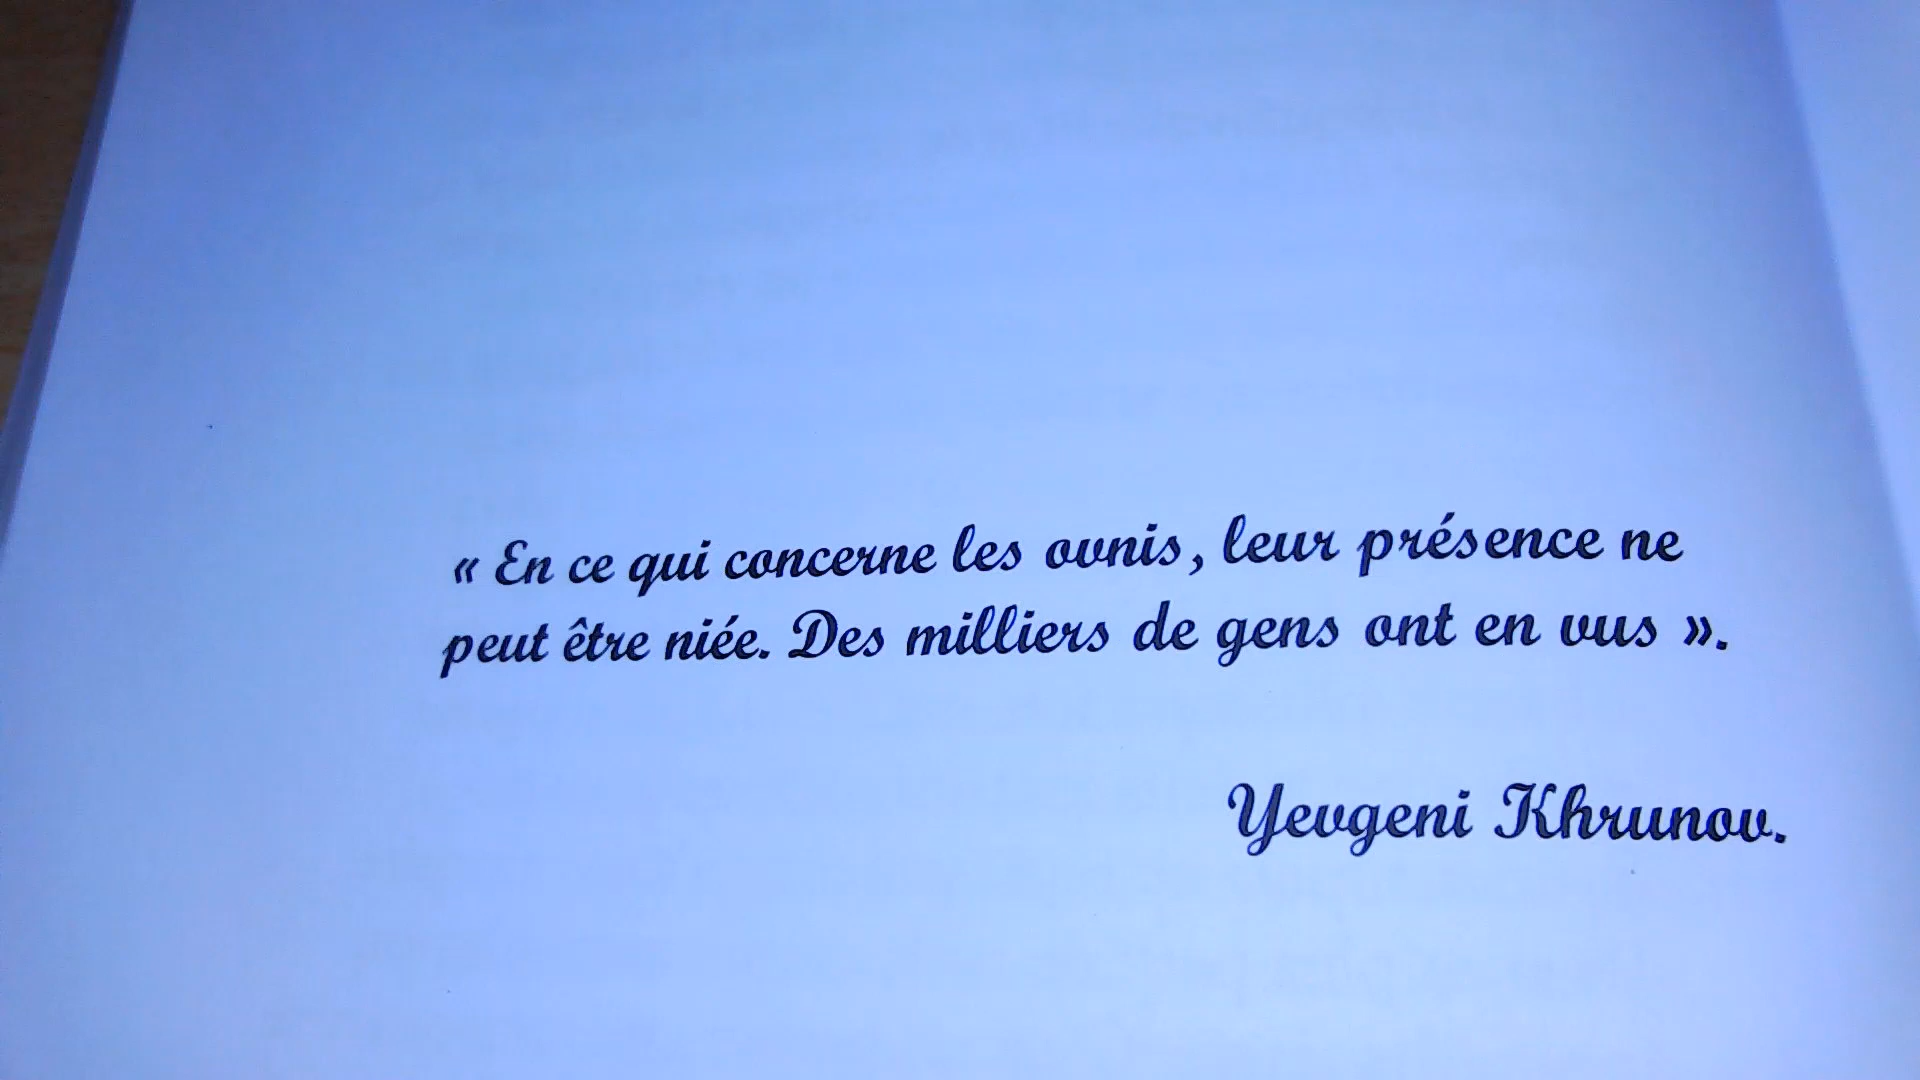 « En ce qui concerne les ovnis, leur présence ne
peut être niée. Des milliers de gens ont en vus ».
Yevgeni Khrunov.